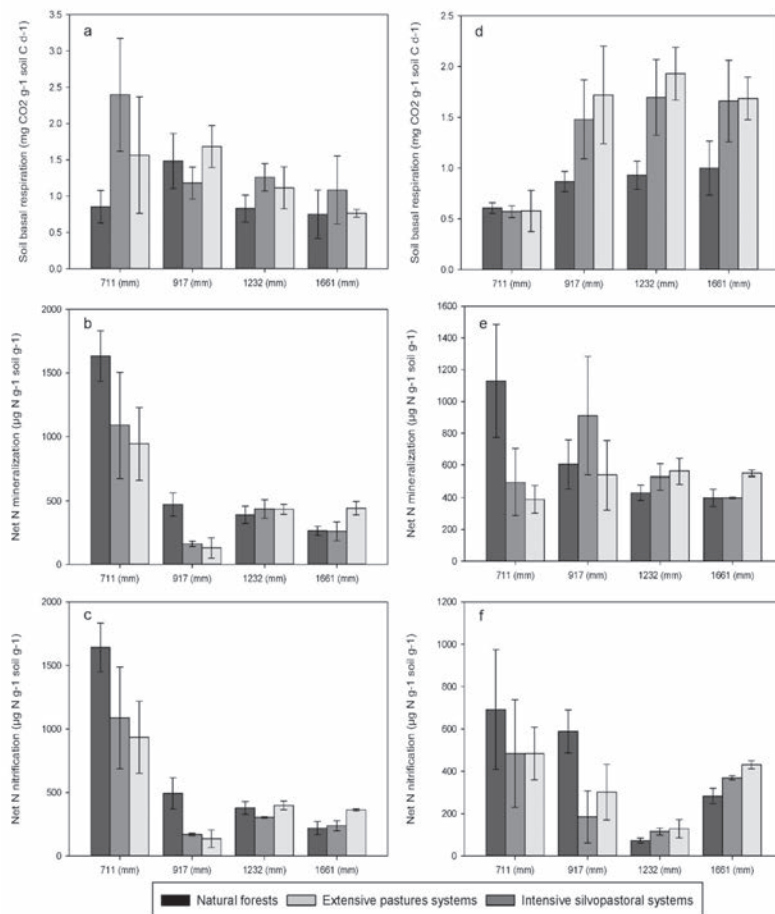 a
Soil basal respiration (mg CO2 g-1 soil C d-1)
3.5
3.0
2.5
2.0
1.5
1.0
0.5
0.0
711 (mm) 917 (mm) 1232 (mm) 1661 (mm)
b
Net N mineralization (µg N g-1 soil g-1)
2000
1500
1000
500
0
711 (mm) 917 (mm) 1232 (mm) 1661 (mm)
c
Net N nitrification (µg N g-1 soil g-1)
2000
1500
1000
500
0
711 (mm) 917 (mm) 1232 (mm) 1661 (mm)
d
Soil basal respiration (mg CO2 g-1 soil C d-1)
2.5
2.0
1.5
1.0
0.5
0.0
711 (mm) 917 (mm) 1232 (mm) 1661 (mm)
e
Net N mineralization (µg N g-1 soil g-1)
1600
1400
1200
1000
800
600
400
200
0
711 (mm) 917 (mm) 1232 (mm) 1661 (mm)
f
Net N nitrification (µg N g-1 soil g-1)
1200
1000
800
600
400
200
0
711 (mm) 917 (mm) 1232 (mm) 1661 (mm)
Natural forests Extensive pastures systems Intensive silvopastoral systems